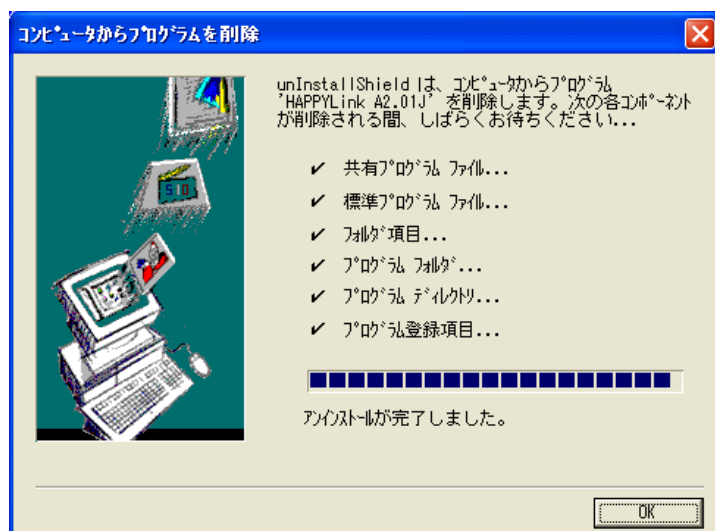 ｺﾝﾋﾟｭｰﾀからﾌﾟﾛｸﾞﾗﾑを削除
unInstallShield は、ｺﾝﾋﾟｭｰﾀからﾌﾟﾛｸﾞﾗﾑ
'HAPPYLink A2.01J' を削除します。次の各ｺﾝﾎﾟｰﾈﾝﾄ
が削除される間、しばらくお待ちください...
✔ 共有ﾌﾟﾛｸﾞﾗﾑ ﾌｧｲﾙ...
✔ 標準ﾌﾟﾛｸﾞﾗﾑ ﾌｧｲﾙ...
✔ ﾌｫﾙﾀﾞ項目...
✔ ﾌﾟﾛｸﾞﾗﾑ ﾌｫﾙﾀﾞ...
✔ ﾌﾟﾛｸﾞﾗﾑ ﾃﾞｨﾚｸﾄﾘ...
✔ ﾌﾟﾛｸﾞﾗﾑ登録項目...
510
ｱﾝｲﾝｽﾄｰﾙが完了しました。
OK